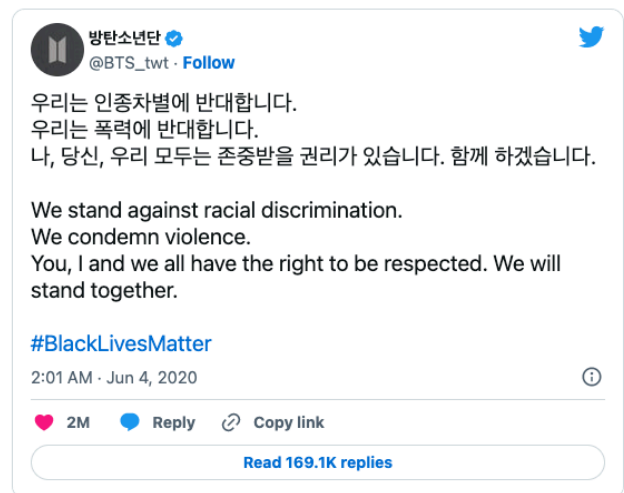 방탄소년단
@BTS_twt · Follow
우리는 인종차별에 반대합니다.
우리는 폭력에 반대합니다.
나, 당신, 우리 모두는 존중받을 권리가 있습니다. 함께 하겠습니다.
We stand against racial discrimination.
We condemn violence.
You, I and we all have the right to be respected. We will
stand together.
#BlackLivesMatter
2:01 AM · Jun 4, 2020
2M Reply Copy link
Read 169.1K replies